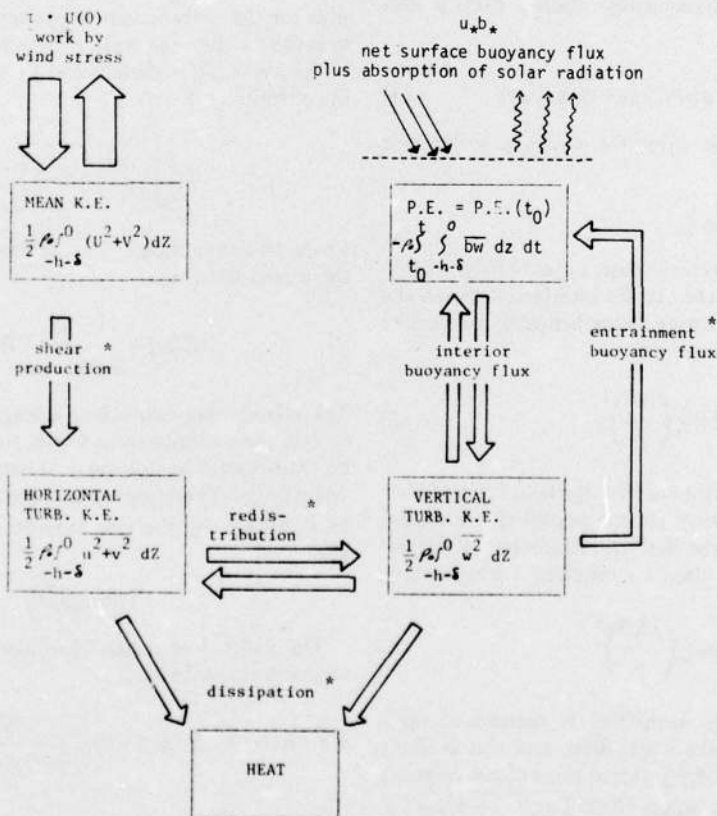 · U(0)
work by
wind stress
u*b*
net surface buoyancy flux
plus absorption of solar radiation
MEAN K.E.
½ ρ₀∫⁰ (U²+V²)dZ
-h-δ
P.E. = P.E.(t₀)
-ρ₀∫ᵗ ∫⁰ b̅w̅ dz dt
t₀ -h-δ
shear *
production
interior
buoyancy flux
entrainment *
buoyancy flux
HORIZONTAL
TURB. K.E.
½ ρ₀∫⁰ u²+v² dZ
-h-δ
redis-
tribution *
VERTICAL
TURB. K.E.
½ ρ₀∫⁰ w² dZ
-h-δ
dissipation *
HEAT